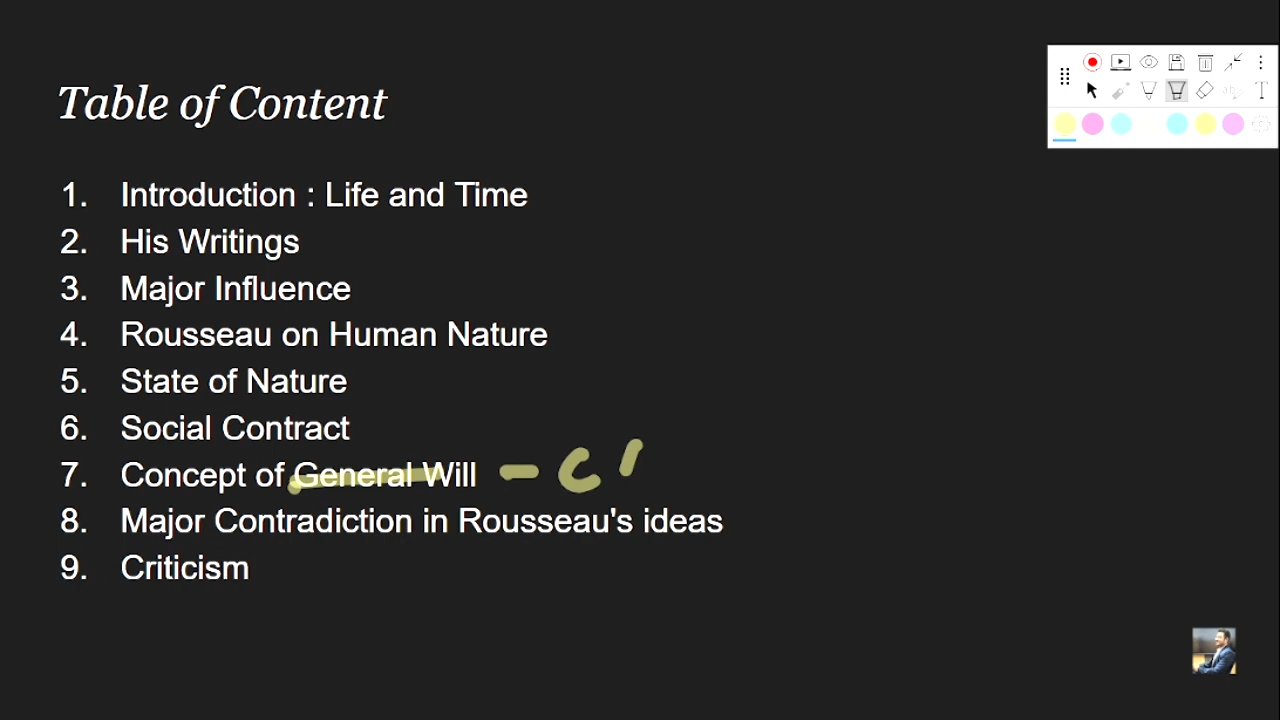 Table of Content
1. Introduction : Life and Time
2. His Writings
3. Major Influence
4. Rousseau on Human Nature
5. State of Nature
6. Social Contract
7. Concept of General Will - C
8. Major Contradiction in Rousseau's ideas
9. Criticism